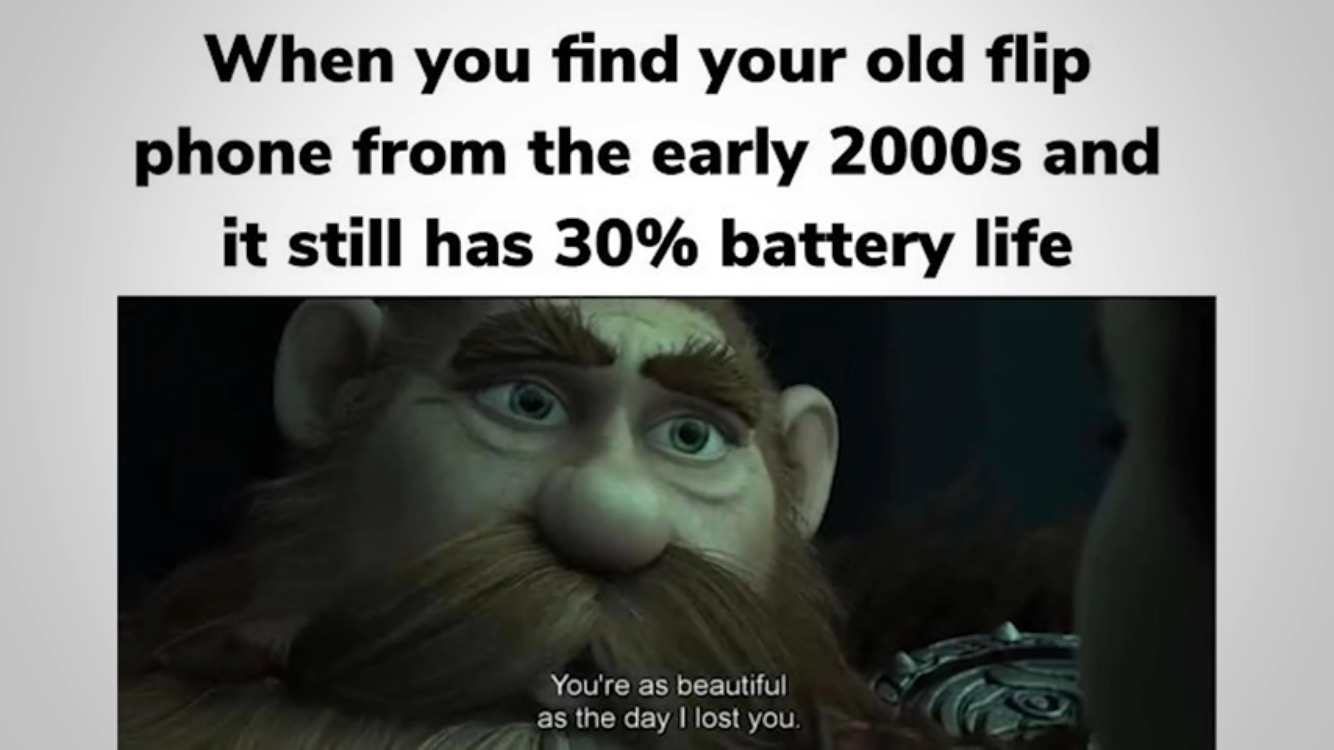 When you find your old flip
phone from the early 2000s and
it still has 30% battery life
You're as beautiful
as the day I lost you.